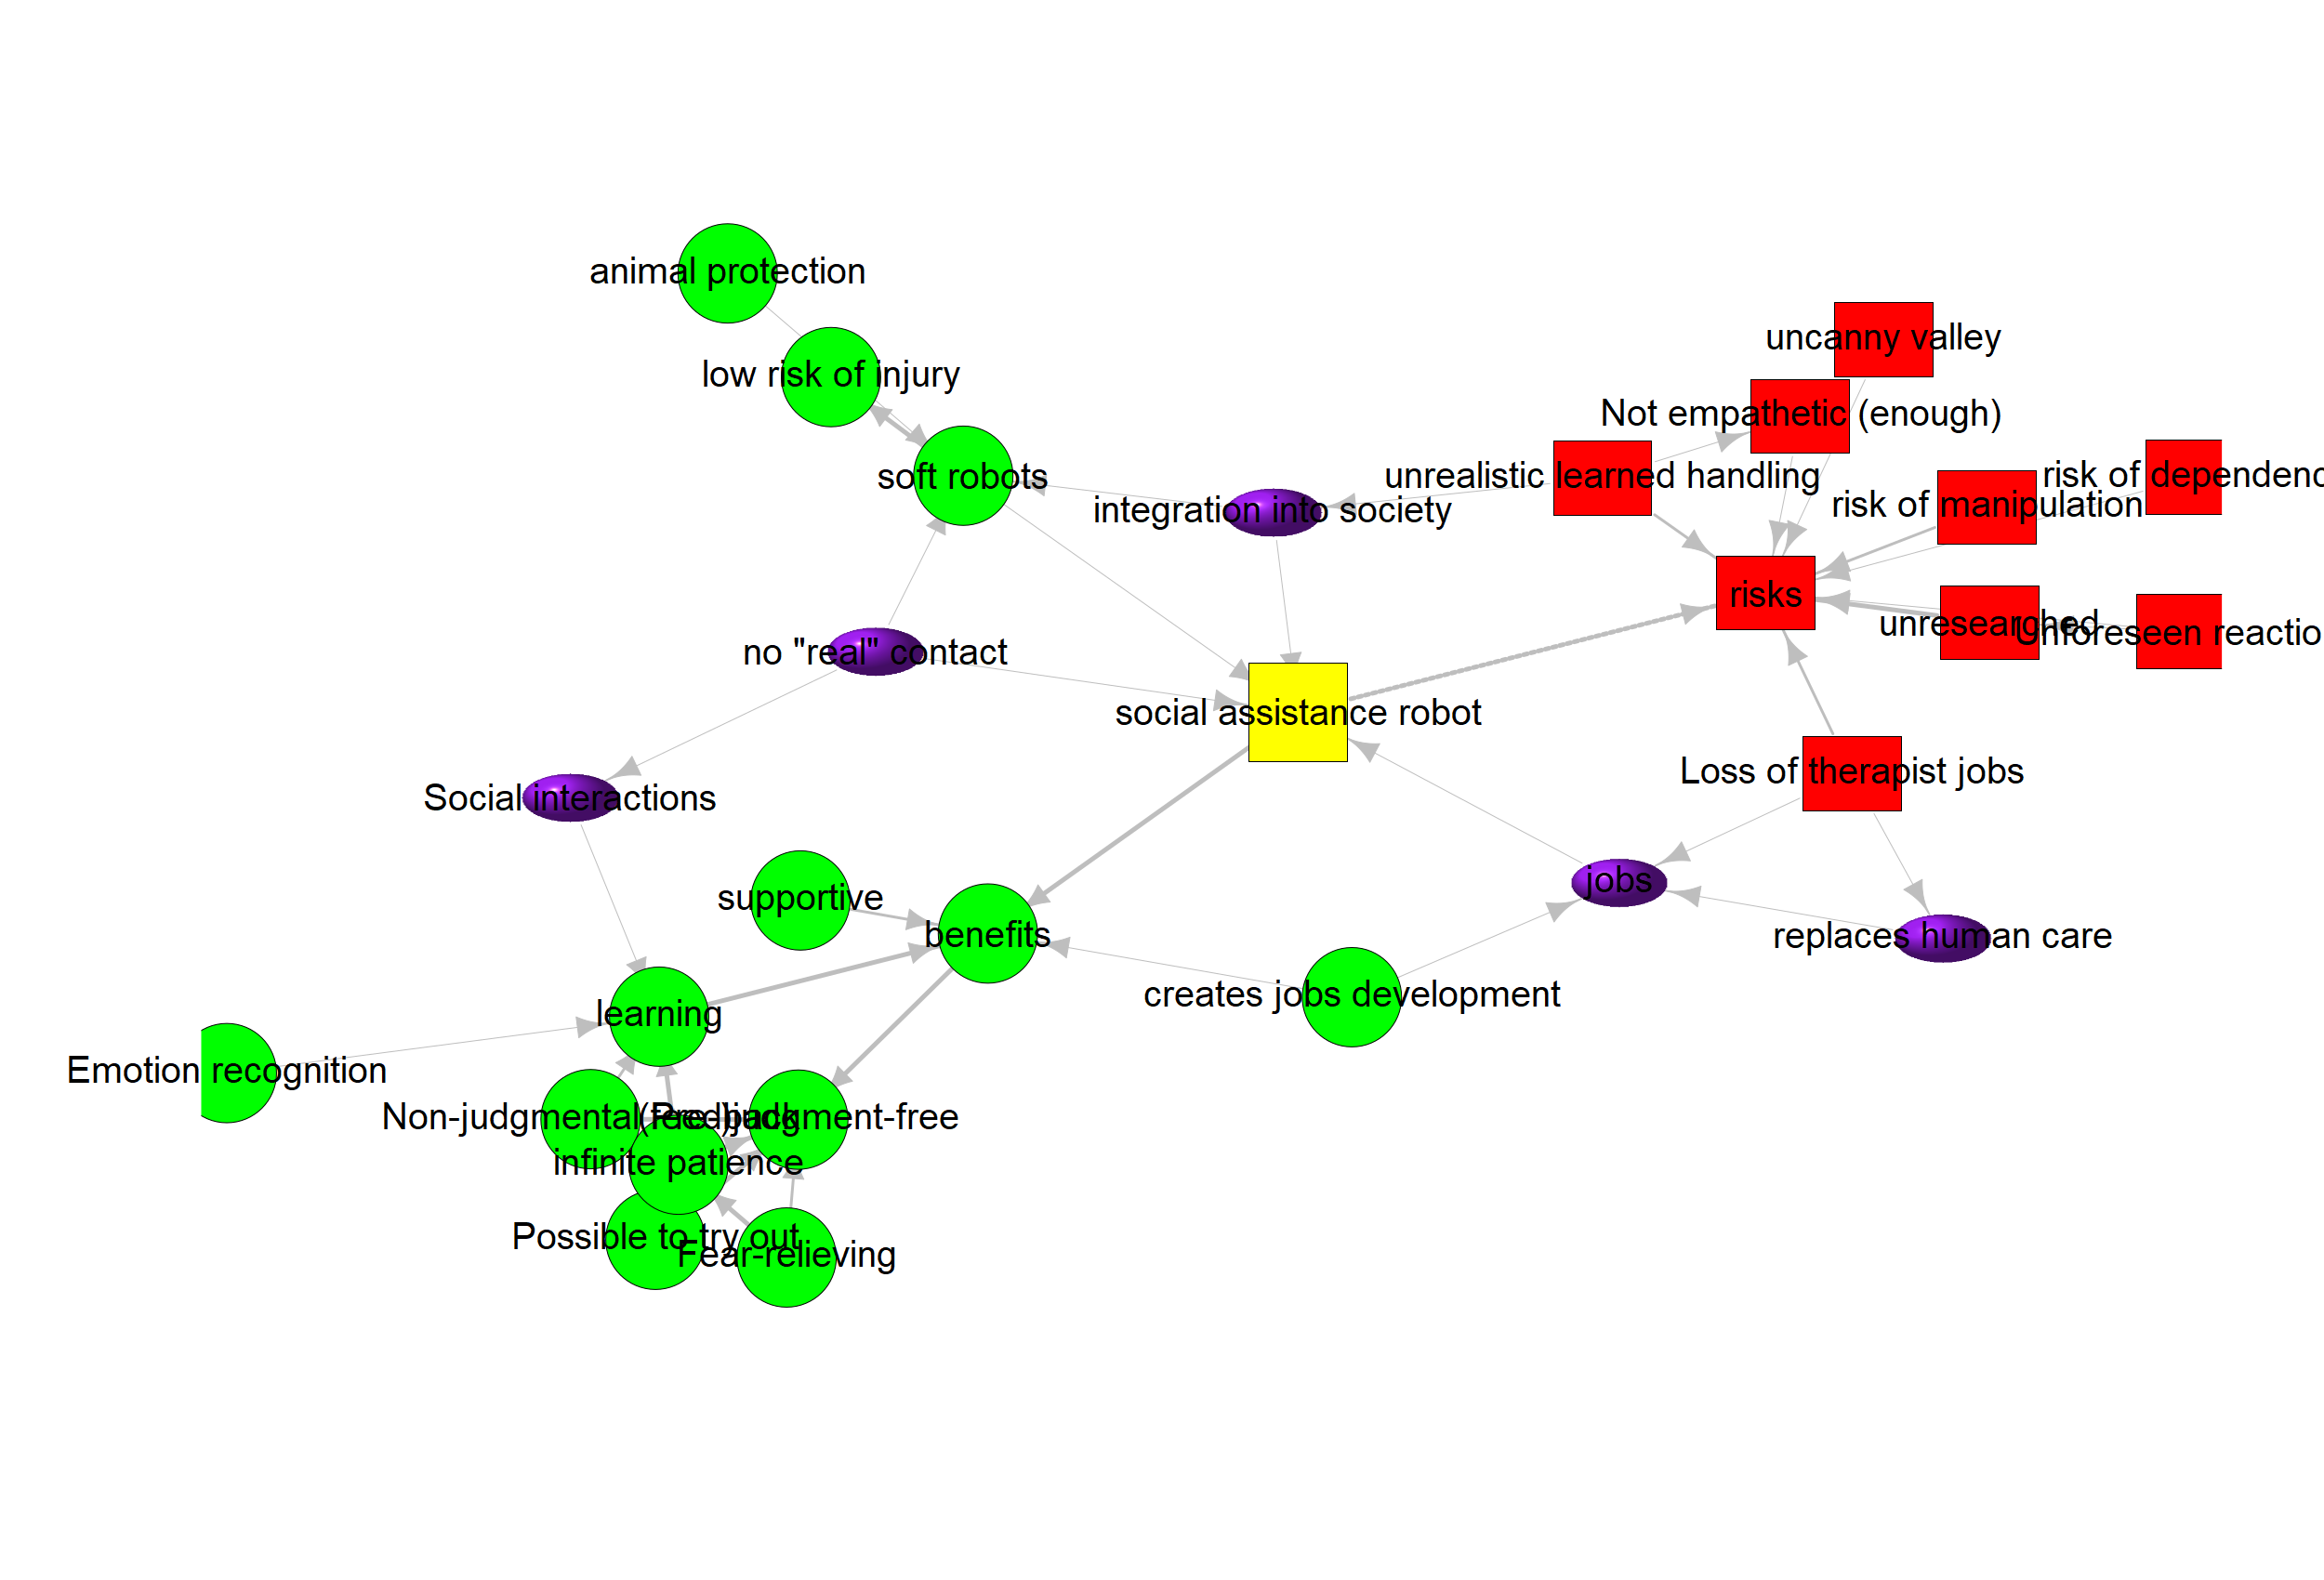 animal protection
uncanny valley
low risk of injury
Not empathetic (enough)
soft robots
unrealistic learned handling
risk of dependenc
integration into society
risk of manipulation
risks
unresearched
Unforeseen reactio
no "real" contact
social assistance robot
Loss of therapist jobs
Social interactions
supportive
jobs
benefits
replaces human care
creates jobs development
learning
Emotion recognition
Non-judgmental feedback
(Pre-)judgment-free
infinite patience
Possible to try out
Fear-relieving